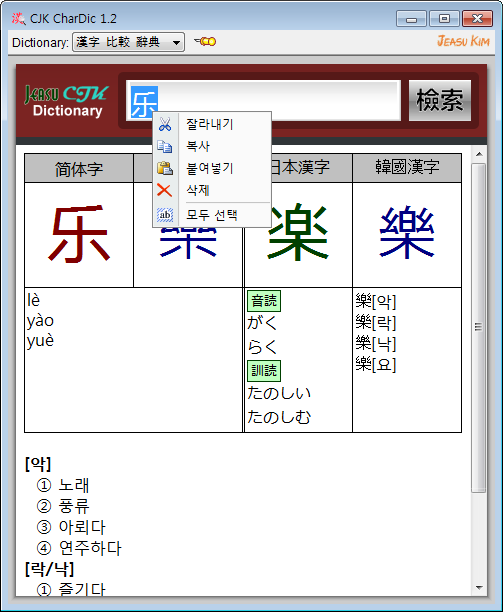 CJK CharDic 1.2
Dictionary: 漢字 比較 辭典
JEASU KIM
JEASU CJK
Dictionary
乐
檢索
잘라내기
복사
붙여넣기
삭제
모두 선택
简体字
日本漢字
韓國漢字
乐
樂
楽
樂
lè
yào
yuè
音読
がく
らく
訓読
たのしい
たのしむ
樂[악]
樂[락]
樂[낙]
樂[요]
[악]
① 노래
② 풍류
③ 아뢰다
④ 연주하다
[락/낙]
① 즐기다